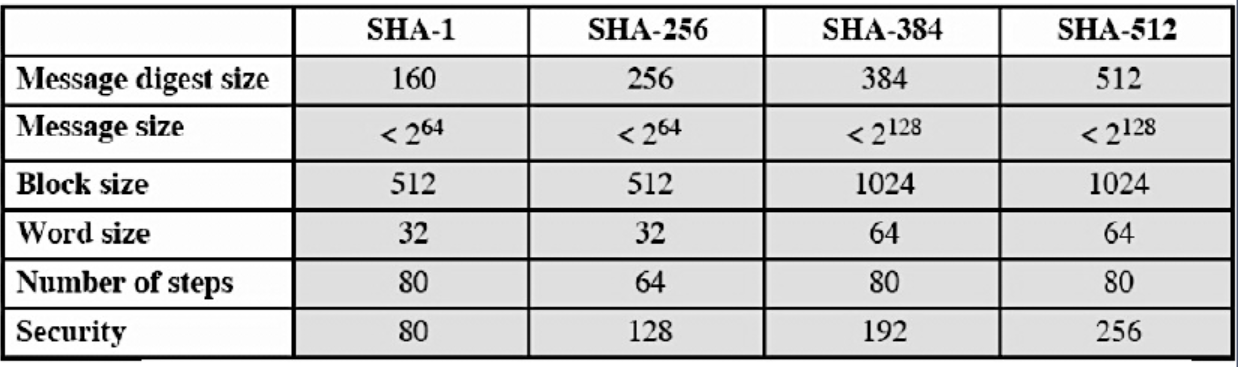 SHA-1 SHA-256 SHA-384 SHA-512
Message digest size 160 256 384 512
Message size < 2^64 < 2^64 < 2^128 < 2^128
Block size 512 512 1024 1024
Word size 32 32 64 64
Number of steps 80 64 80 80
Security 80 128 192 256